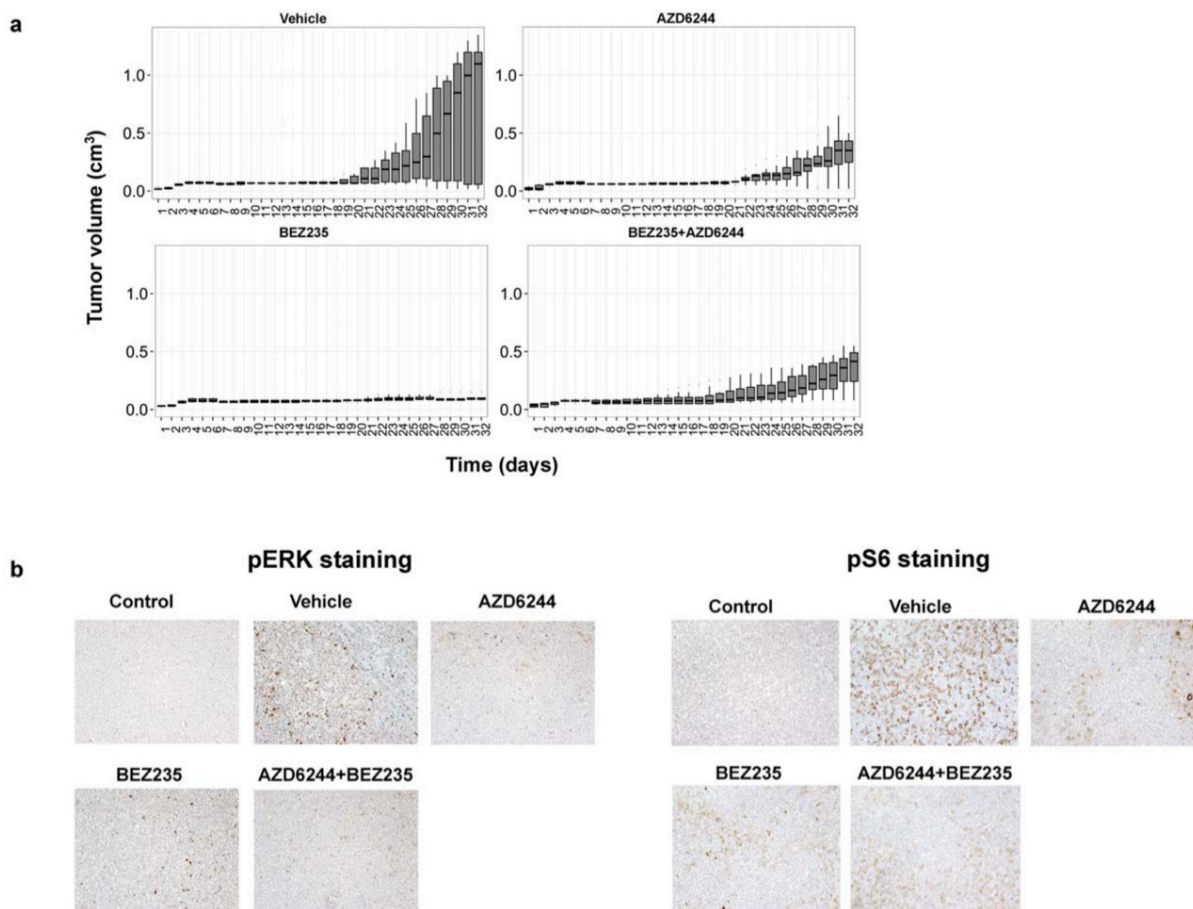 a
Vehicle
AZD6244
Tumor volume (cm³)
1.0
0.5
0.0
1 2 3 4 5 6 7 8 9 10 11 12 13 14 15 16 17 18 19 20 21 22 23 24 25 26 27 28 29 30 31 32
1.0
0.5
0.0
1 2 3 4 5 6 7 8 9 10 11 12 13 14 15 16 17 18 19 20 21 22 23 24 25 26 27 28 29 30 31 32
BEZ235
BEZ235+AZD6244
1.0
0.5
0.0
1 2 3 4 5 6 7 8 9 10 11 12 13 14 15 16 17 18 19 20 21 22 23 24 25 26 27 28 29 30 31 32
1.0
0.5
0.0
1 2 3 4 5 6 7 8 9 10 11 12 13 14 15 16 17 18 19 20 21 22 23 24 25 26 27 28 29 30 31 32
Time (days)
b
pERK staining
Control
Vehicle
AZD6244
BEZ235
AZD6244+BEZ235
pS6 staining
Control
Vehicle
AZD6244
BEZ235
AZD6244+BEZ235